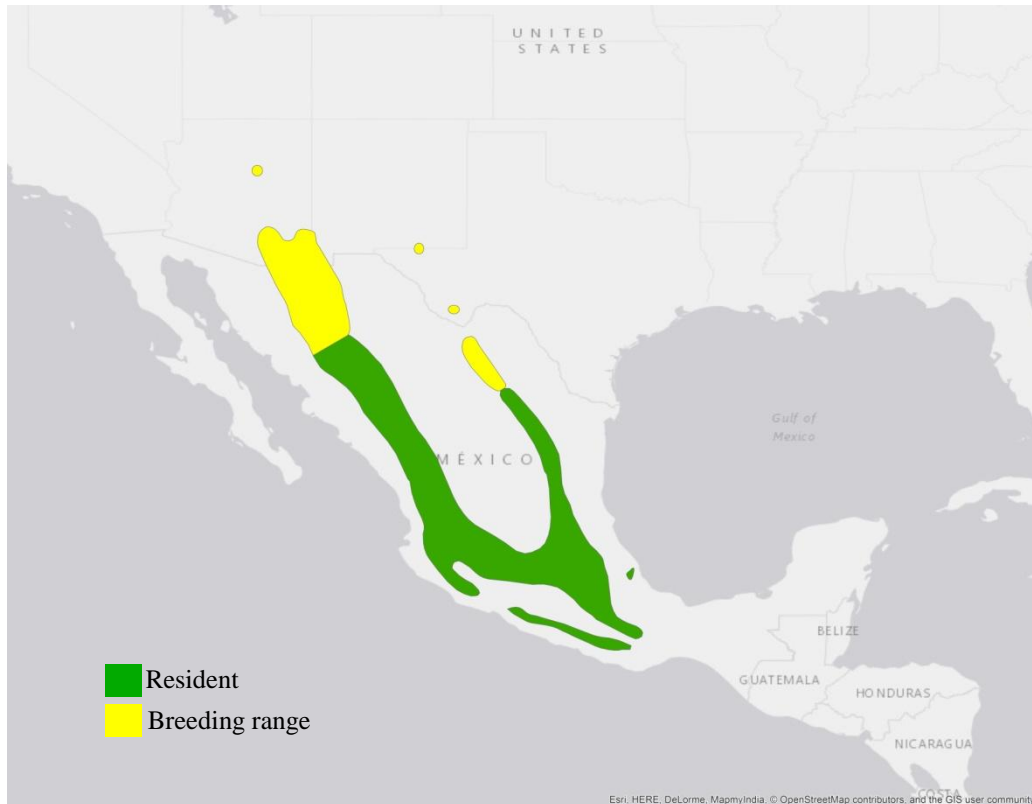 UNITED
STATES
Gulf of
Mexico
MÉXICO
BELIZE
GUATEMALA
HONDURAS
NICARAGUA
COSTA
Resident
Breeding range
Esri, HERE, DeLorme, MapmyIndia, © OpenStreetMap contributors, and the GIS user communit